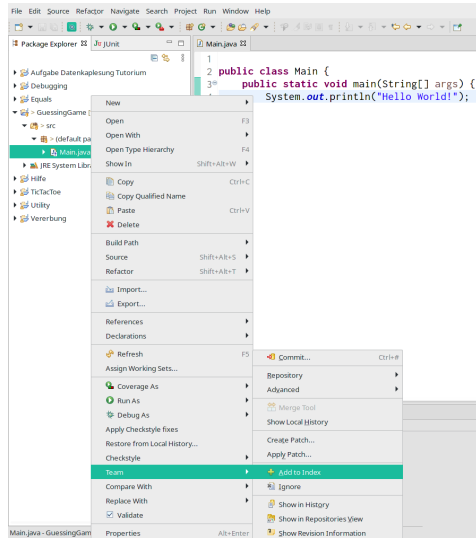 File Edit Source Refactor Navigate Search Project Run Window Help
Package Explorer JUnit
Main.java
Aufgabe Datenkaplesung Tutorium
Debugging
Equals
> GuessingGame
> src
> (default pa
Main.java
JRE System Libra
Hilfe
TicTacToe
Utility
Vererbung
1
2 public class Main {
3 public static void main(String[] args) {
4 System.out.println("Hello World!");
New
Open F3
Open With
Open Type Hierarchy F4
Show In Shift+Alt+W
Copy Ctrl+C
Copy Qualified Name
Paste Ctrl+V
Delete
Build Path
Source Shift+Alt+S
Refactor Shift+Alt+T
Import...
Export...
References
Declarations
Refresh F5
Assign Working Sets...
Coverage As
Run As
Debug As
Apply Checkstyle fixes
Restore from Local History...
Checkstyle
Team
Compare With
Replace With
Validate
Properties Alt+Enter
Commit... Ctrl+#
Repository
Advanced
Merge Tool
Show Local History
Create Patch...
Apply Patch...
Add to Index
Ignore
Show in History
Show in Repositories View
Show Revision Information
Main.java - GuessingGam